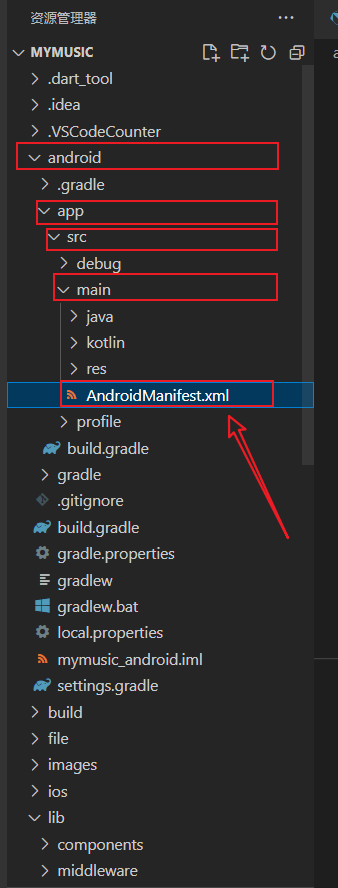 资源管理器
MYMUSIC
.dart_tool
.idea
.VSCodeCounter
android
.gradle
app
src
debug
main
java
kotlin
res
AndroidManifest.xml
profile
build.gradle
gradle
.gitignore
build.gradle
gradle.properties
gradlew
gradlew.bat
local.properties
mymusic_android.iml
settings.gradle
build
file
images
ios
lib
components
middleware